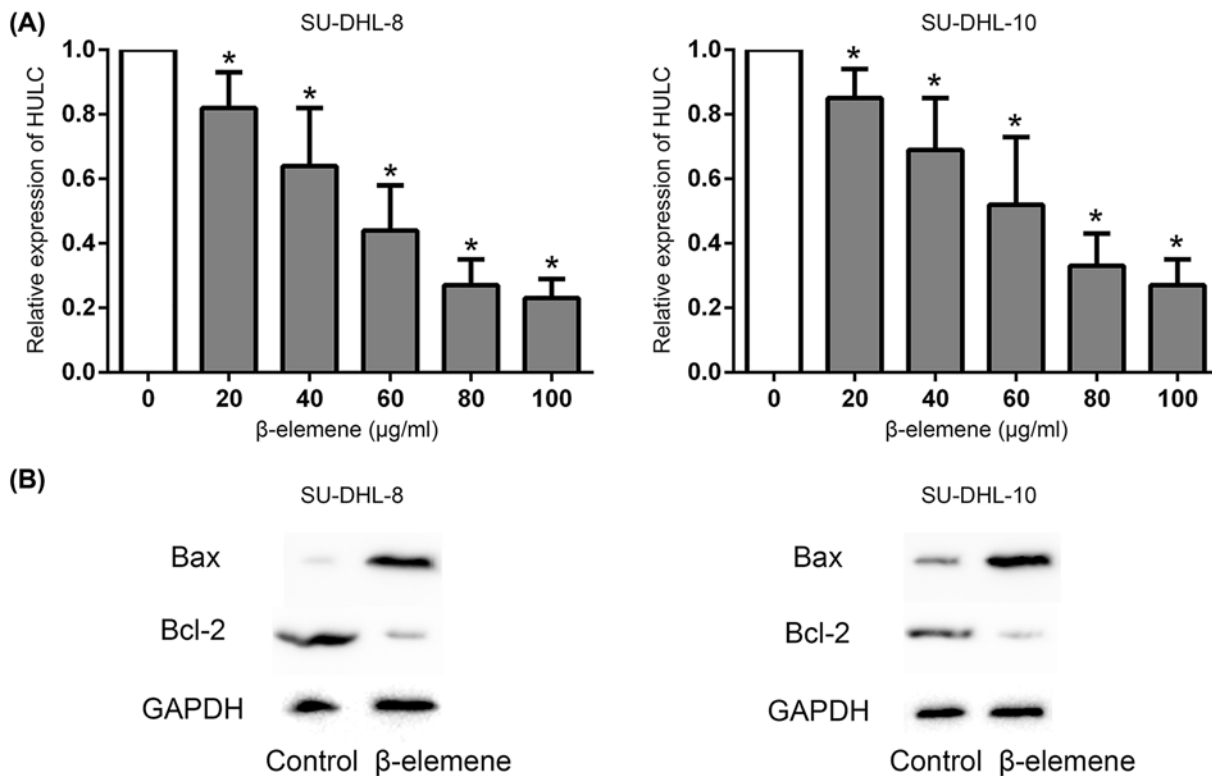 (A)
SU-DHL-8
Relative expression of HULC
1.0
0.8
0.6
0.4
0.2
0.0
*
*
*
*
*
0 20 40 60 80 100
β-elemene (µg/ml)
SU-DHL-10
Relative expression of HULC
1.0
0.8
0.6
0.4
0.2
0.0
*
*
*
*
*
0 20 40 60 80 100
β-elemene (µg/ml)
(B)
SU-DHL-8
Bax
Bcl-2
GAPDH
Control β-elemene
SU-DHL-10
Bax
Bcl-2
GAPDH
Control β-elemene